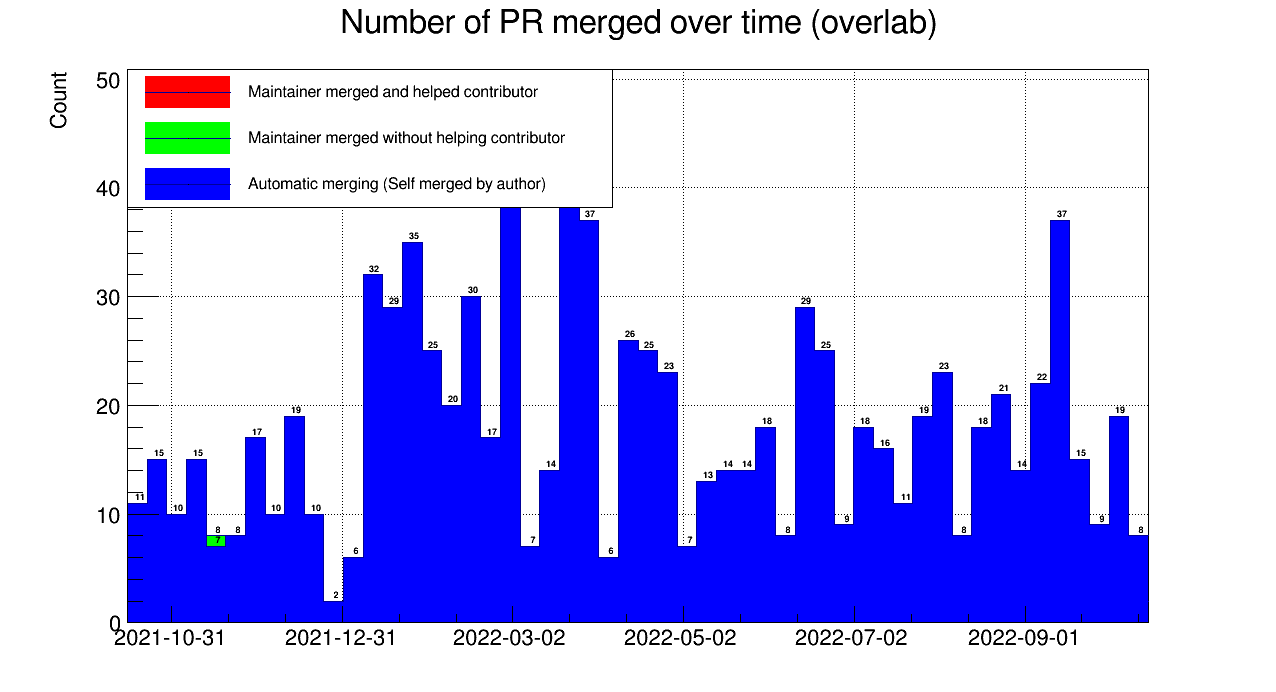 Number of PR merged over time (overlab)
Count
50
40
30
20
10
0
Maintainer merged and helped contributor
Maintainer merged without helping contributor
Automatic merging (Self merged by author)
11 15 10 15 8 7 8 17 10 19 10 2 6 32 29 35 25 20 30 17 7 14 37 6 26 25 23 7 13 14 14 18 8 29 25 9 18 16 11 19 23 8 18 21 14 22 37 15 9 19 8
2021-10-31 2021-12-31 2022-03-02 2022-05-02 2022-07-02 2022-09-01